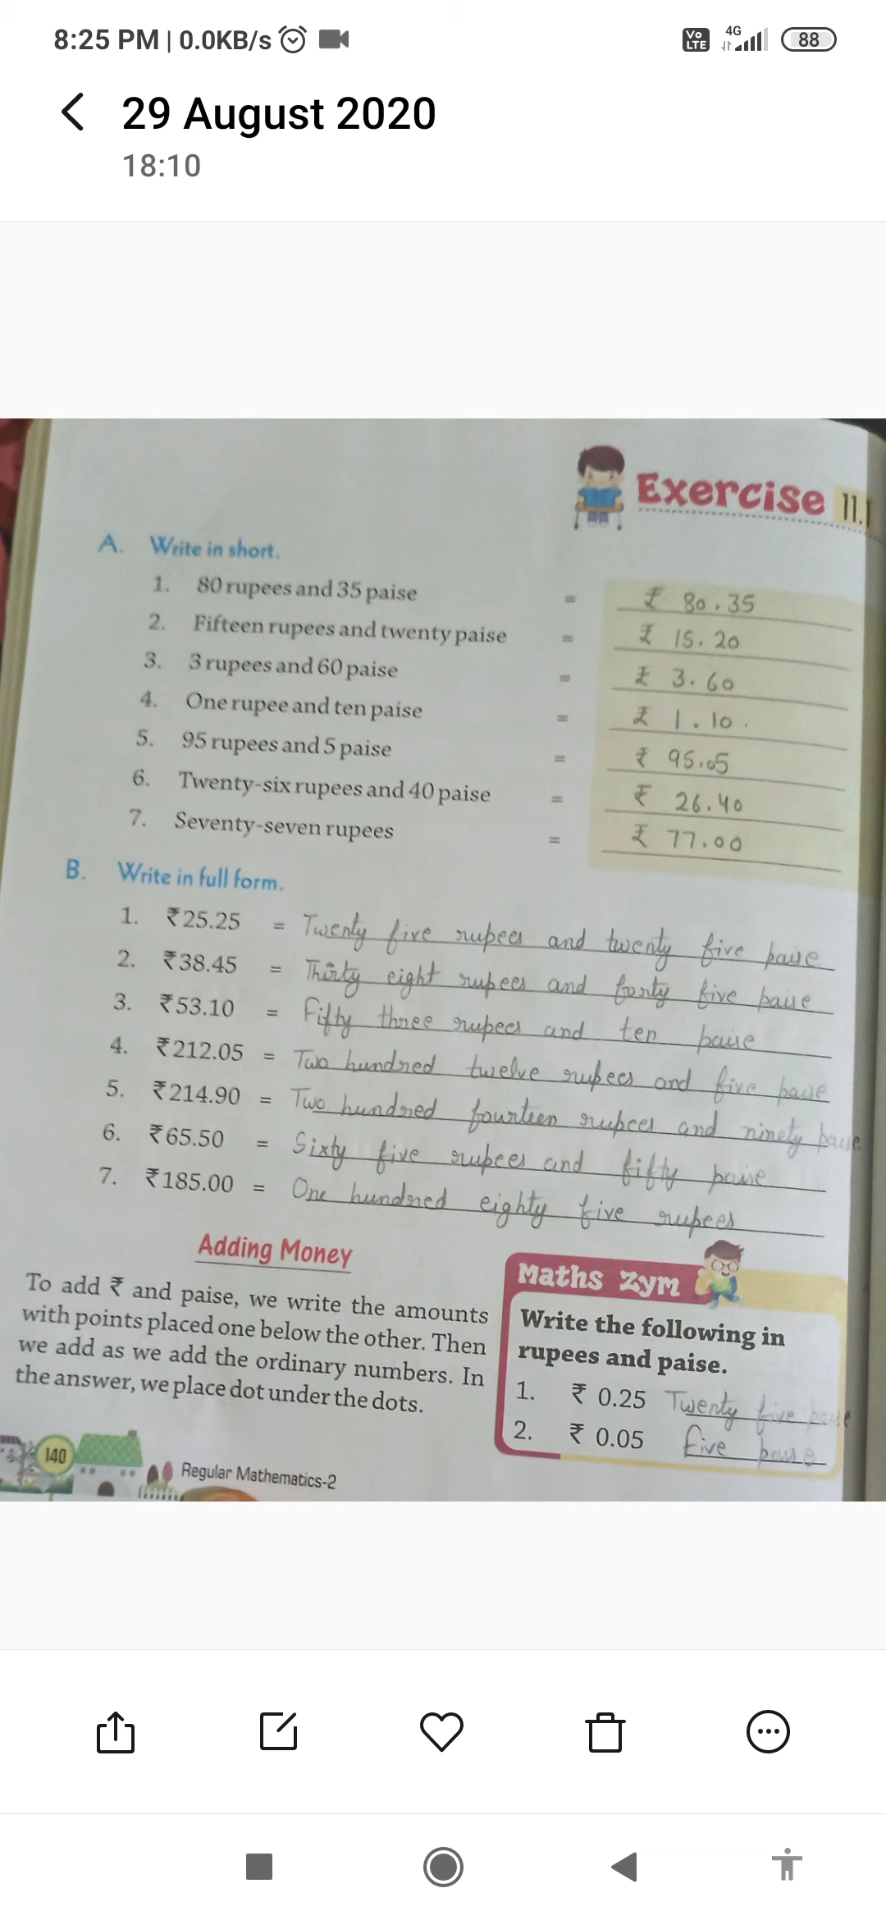 8:25 PM | 0.0KB/s
Vo LTE 4G 88
29 August 2020
18:10
Exercise 11.1
A. Write in short.
1. 80 rupees and 35 paise = ₹ 80.35
2. Fifteen rupees and twenty paise = ₹ 15.20
3. 3 rupees and 60 paise = ₹ 3.60
4. One rupee and ten paise = ₹ 1.10.
5. 95 rupees and 5 paise = ₹ 95.05
6. Twenty-six rupees and 40 paise = ₹ 26.40
7. Seventy-seven rupees = ₹ 77.00
B. Write in full form.
1. ₹25.25 = Twenty five rupees and twenty five paise
2. ₹38.45 = Thirty eight rupees and forty five paise
3. ₹53.10 = Fifty three rupees and ten paise
4. ₹212.05 = Two hundred twelve rupees and five paise
5. ₹214.90 = Two hundred fourteen rupees and ninety paise
6. ₹65.50 = Sixty five rupees and fifty paise
7. ₹185.00 = One hundred eighty five rupees
Adding Money
To add ₹ and paise, we write the amounts
with points placed one below the other. Then
we add as we add the ordinary numbers. In
the answer, we place dot under the dots.
Maths Zym
Write the following in
rupees and paise.
1. ₹ 0.25 Twenty five paise
2. ₹ 0.05 five paise
140
Regular Mathematics-2